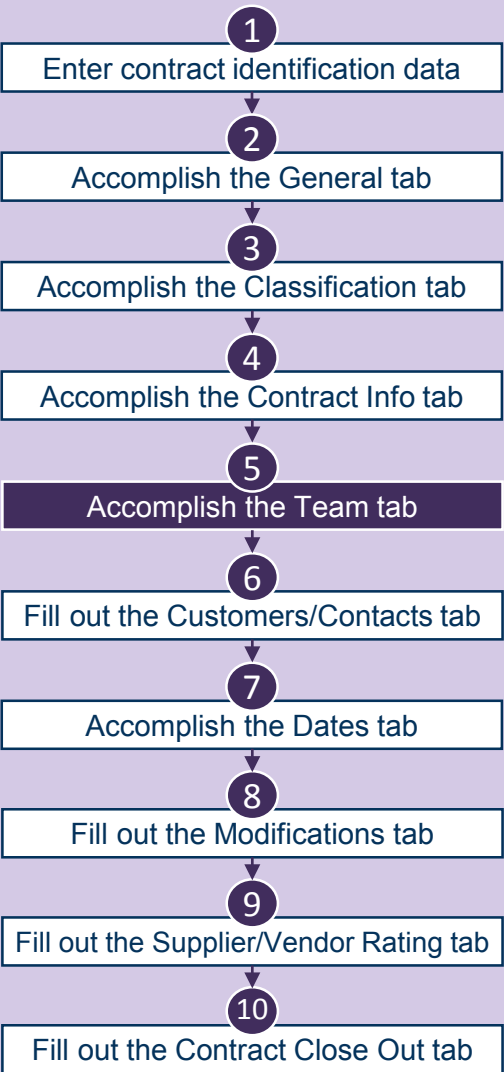 1
Enter contract identification data
2
Accomplish the General tab
3
Accomplish the Classification tab
4
Accomplish the Contract Info tab
5
Accomplish the Team tab
6
Fill out the Customers/Contacts tab
7
Accomplish the Dates tab
8
Fill out the Modifications tab
9
Fill out the Supplier/Vendor Rating tab
10
Fill out the Contract Close Out tab